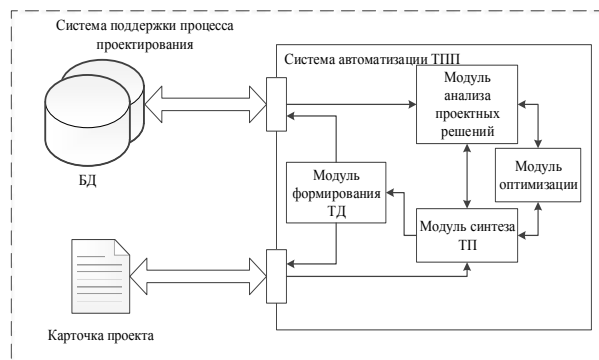 Система поддержки процесса
проектирования
Система автоматизации ТПП
Модуль
анализа
проектных
решений
Модуль
оптимизации
Модуль
формирования
ТД
Модуль синтеза
ТП
БД
Карточка проекта